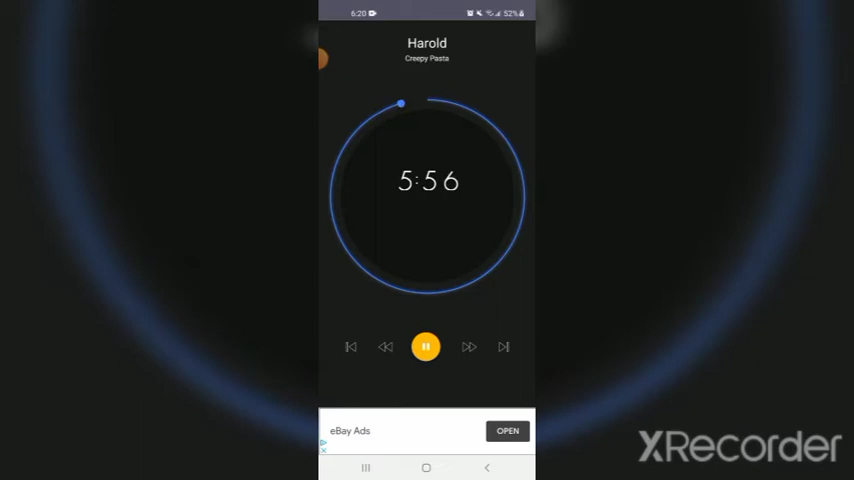 6:20
52%
Harold
Creepy Pasta
5:56
eBay Ads
OPEN
XRecorder